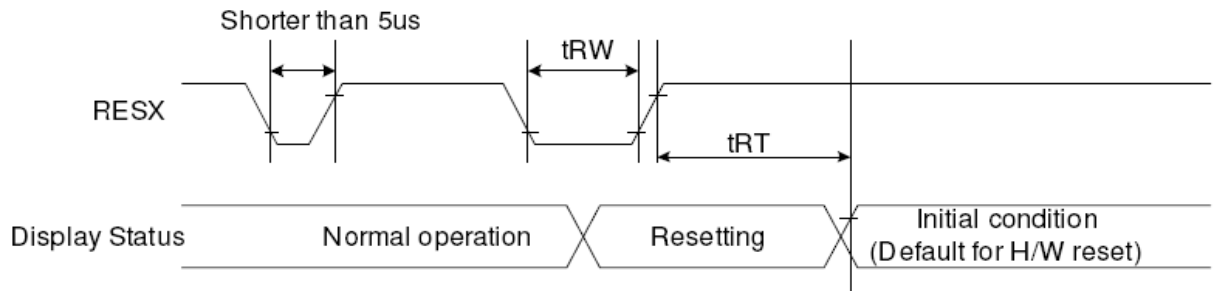 Shorter than 5us
tRW
RESX
tRT
Display Status
Normal operation
Resetting
Initial condition
(Default for H/W reset)